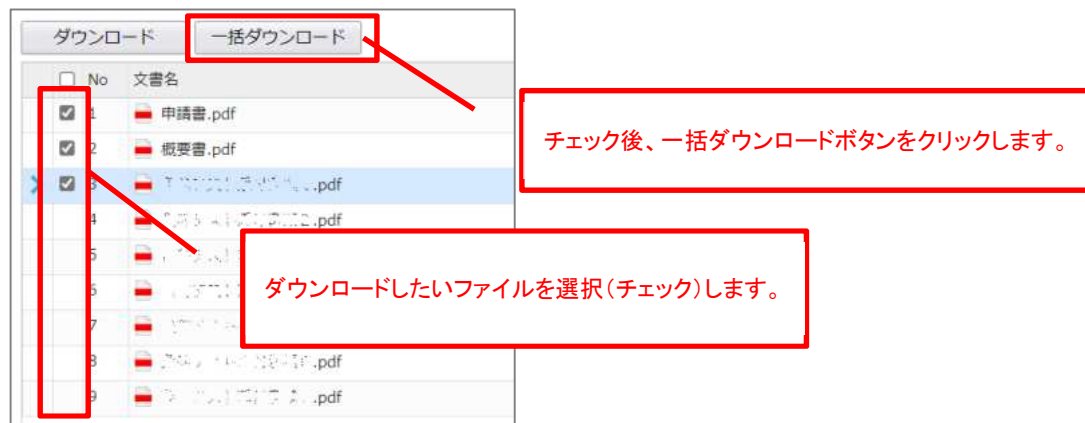 ダウンロード 一括ダウンロード
No 文書名
1 申請書.pdf
チェック後、一括ダウンロードボタンをクリックします。
2 概要書.pdf
3 .pdf
4 .pdf
5
ダウンロードしたいファイルを選択(チェック)します。
6
7
8 .pdf
9 .pdf